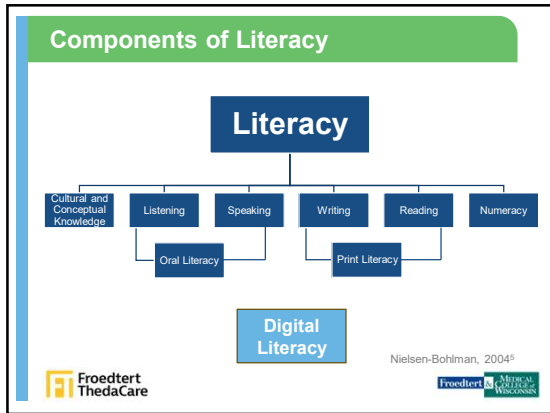 Components of Literacy
Literacy
Cultural and
Conceptual
Knowledge
Listening
Speaking
Writing
Reading
Numeracy
Oral Literacy
Print Literacy
Digital
Literacy
Nielsen-Bohlman, 2004⁵
Froedtert
ThedaCare
Froedtert & MEDICAL
COLLEGE of
WISCONSIN